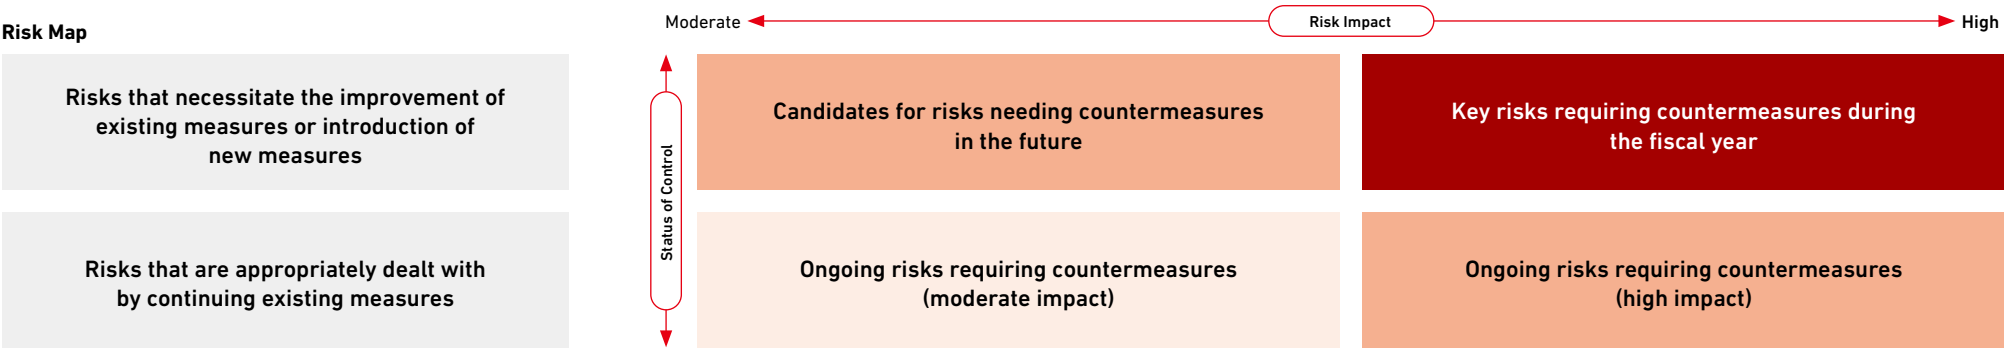 Risk Map
Moderate
Risk Impact
High
Risks that necessitate the improvement of
existing measures or introduction of
new measures
Status of Control
Candidates for risks needing countermeasures
in the future
Key risks requiring countermeasures during
the fiscal year
Risks that are appropriately dealt with
by continuing existing measures
Ongoing risks requiring countermeasures
(moderate impact)
Ongoing risks requiring countermeasures
(high impact)